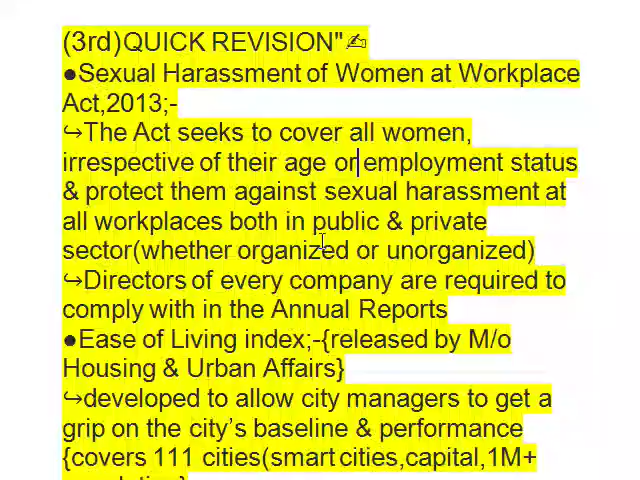 (3rd)QUICK REVISION"✍
●Sexual Harassment of Women at Workplace
Act,2013;-
↪The Act seeks to cover all women,
irrespective of their age or employment status
& protect them against sexual harassment at
all workplaces both in public & private
sector(whether organized or unorganized)
↪Directors of every company are required to
comply with in the Annual Reports
●Ease of Living index;-{released by M/o
Housing & Urban Affairs}
↪developed to allow city managers to get a
grip on the city's baseline & performance
{covers 111 cities(smart cities,capital,1M+